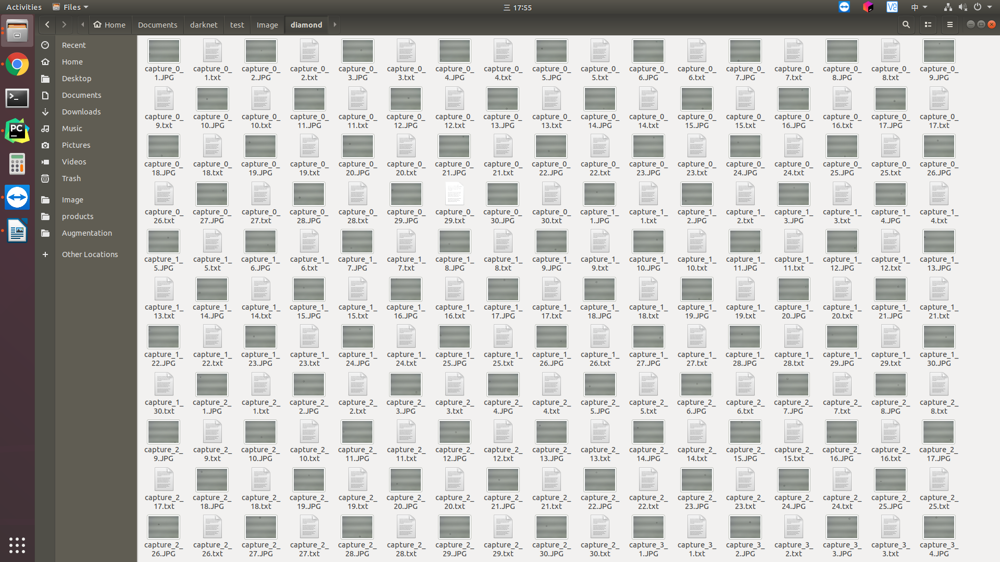 Activities Files 三 17:55 中
Home Documents darknet test Image diamond
Recent
Home
Desktop
Documents
Downloads
Music
Pictures
Videos
Trash
Image
products
Augmentation
Other Locations
capture_0_1.JPG capture_0_1.txt capture_0_2.JPG capture_0_2.txt capture_0_3.JPG capture_0_3.txt capture_0_4.JPG capture_0_4.txt capture_0_5.JPG capture_0_5.txt capture_0_6.JPG capture_0_6.txt capture_0_7.JPG capture_0_7.txt capture_0_8.JPG capture_0_8.txt capture_0_9.JPG
capture_0_9.txt capture_0_10.JPG capture_0_10.txt capture_0_11.JPG capture_0_11.txt capture_0_12.JPG capture_0_12.txt capture_0_13.JPG capture_0_13.txt capture_0_14.JPG capture_0_14.txt capture_0_15.JPG capture_0_15.txt capture_0_16.JPG capture_0_16.txt capture_0_17.JPG capture_0_17.txt
capture_0_18.JPG capture_0_18.txt capture_0_19.JPG capture_0_19.txt capture_0_20.JPG capture_0_20.txt capture_0_21.JPG capture_0_21.txt capture_0_22.JPG capture_0_22.txt capture_0_23.JPG capture_0_23.txt capture_0_24.JPG capture_0_24.txt capture_0_25.JPG capture_0_25.txt capture_0_26.JPG
capture_0_26.txt capture_0_27.JPG capture_0_27.txt capture_0_28.JPG capture_0_28.txt capture_0_29.JPG capture_0_29.txt capture_0_30.JPG capture_0_30.txt capture_1_1.JPG capture_1_1.txt capture_1_2.JPG capture_1_2.txt capture_1_3.JPG capture_1_3.txt capture_1_4.JPG capture_1_4.txt
capture_1_5.JPG capture_1_5.txt capture_1_6.JPG capture_1_6.txt capture_1_7.JPG capture_1_7.txt capture_1_8.JPG capture_1_8.txt capture_1_9.JPG capture_1_9.txt capture_1_10.JPG capture_1_10.txt capture_1_11.JPG capture_1_11.txt capture_1_12.JPG capture_1_12.txt capture_1_13.JPG
capture_1_13.txt capture_1_14.JPG capture_1_14.txt capture_1_15.JPG capture_1_15.txt capture_1_16.JPG capture_1_16.txt capture_1_17.JPG capture_1_17.txt capture_1_18.JPG capture_1_18.txt capture_1_19.JPG capture_1_19.txt capture_1_20.JPG capture_1_20.txt capture_1_21.JPG capture_1_21.txt
capture_1_22.JPG capture_1_22.txt capture_1_23.JPG capture_1_23.txt capture_1_24.JPG capture_1_24.txt capture_1_25.JPG capture_1_25.txt capture_1_26.JPG capture_1_26.txt capture_1_27.JPG capture_1_27.txt capture_1_28.JPG capture_1_28.txt capture_1_29.JPG capture_1_29.txt capture_1_30.JPG
capture_1_30.txt capture_2_1.JPG capture_2_1.txt capture_2_2.JPG capture_2_2.txt capture_2_3.JPG capture_2_3.txt capture_2_4.JPG capture_2_4.txt capture_2_5.JPG capture_2_5.txt capture_2_6.JPG capture_2_6.txt capture_2_7.JPG capture_2_7.txt capture_2_8.JPG capture_2_8.txt
capture_2_9.JPG capture_2_9.txt capture_2_10.JPG capture_2_10.txt capture_2_11.JPG capture_2_11.txt capture_2_12.JPG capture_2_12.txt capture_2_13.JPG capture_2_13.txt capture_2_14.JPG capture_2_14.txt capture_2_15.JPG capture_2_15.txt capture_2_16.JPG capture_2_16.txt capture_2_17.JPG
capture_2_17.txt capture_2_18.JPG capture_2_18.txt capture_2_19.JPG capture_2_19.txt capture_2_20.JPG capture_2_20.txt capture_2_21.JPG capture_2_21.txt capture_2_22.JPG capture_2_22.txt capture_2_23.JPG capture_2_23.txt capture_2_24.JPG capture_2_24.txt capture_2_25.JPG capture_2_25.txt
capture_2_26.JPG capture_2_26.txt capture_2_27.JPG capture_2_27.txt capture_2_28.JPG capture_2_28.txt capture_2_29.JPG capture_2_29.txt capture_2_30.JPG capture_2_30.txt capture_3_1.JPG capture_3_1.txt capture_3_2.JPG capture_3_2.txt capture_3_3.JPG capture_3_3.txt capture_3_4.JPG